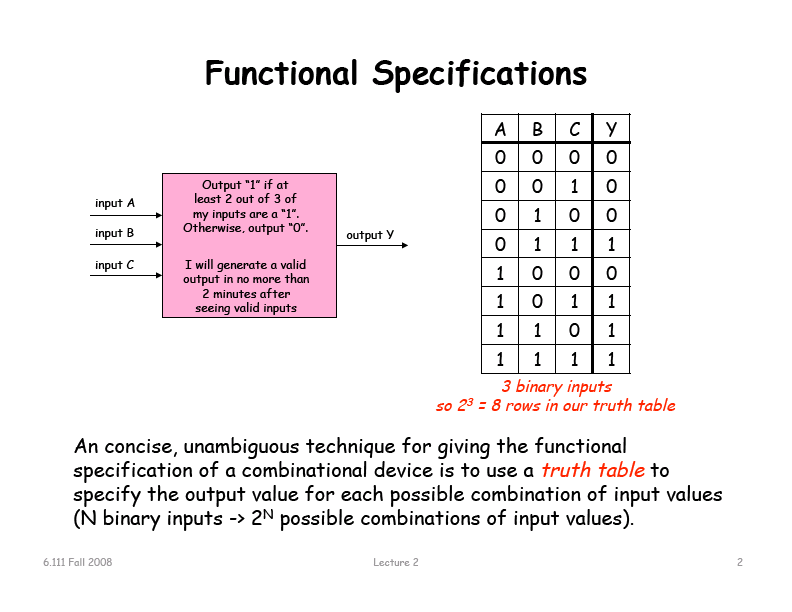 Functional Specifications
input A
input B
input C
Output “1” if at
least 2 out of 3 of
my inputs are a “1”.
Otherwise, output “0”.
I will generate a valid
output in no more than
2 minutes after
seeing valid inputs
output Y
A B C Y
0 0 0 0
0 0 1 0
0 1 0 0
0 1 1 1
1 0 0 0
1 0 1 1
1 1 0 1
1 1 1 1
3 binary inputs
so 2³ = 8 rows in our truth table
An concise, unambiguous technique for giving the functional
specification of a combinational device is to use a truth table to
specify the output value for each possible combination of input values
(N binary inputs -> 2ᴺ possible combinations of input values).
6.111 Fall 2008
Lecture 2
2